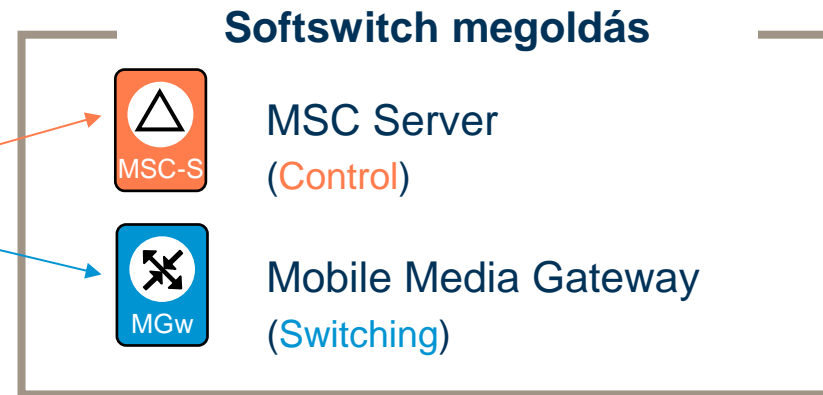 Softswitch megoldás
MSC-S
MSC Server
(Control)
MGw
Mobile Media Gateway
(Switching)